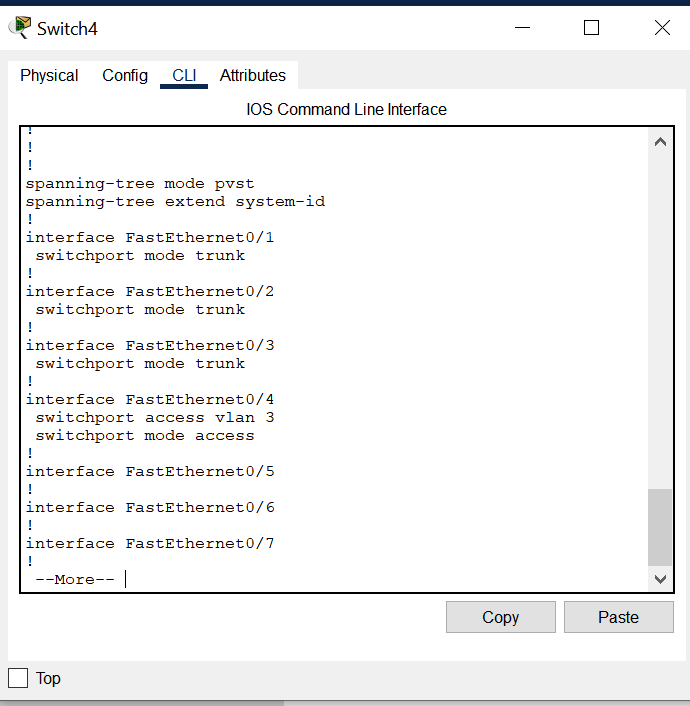 Switch4
Physical Config CLI Attributes
IOS Command Line Interface
!
!
!
spanning-tree mode pvst
spanning-tree extend system-id
!
interface FastEthernet0/1
 switchport mode trunk
!
interface FastEthernet0/2
 switchport mode trunk
!
interface FastEthernet0/3
 switchport mode trunk
!
interface FastEthernet0/4
 switchport access vlan 3
 switchport mode access
!
interface FastEthernet0/5
!
interface FastEthernet0/6
!
interface FastEthernet0/7
!
 --More--
Copy Paste
Top